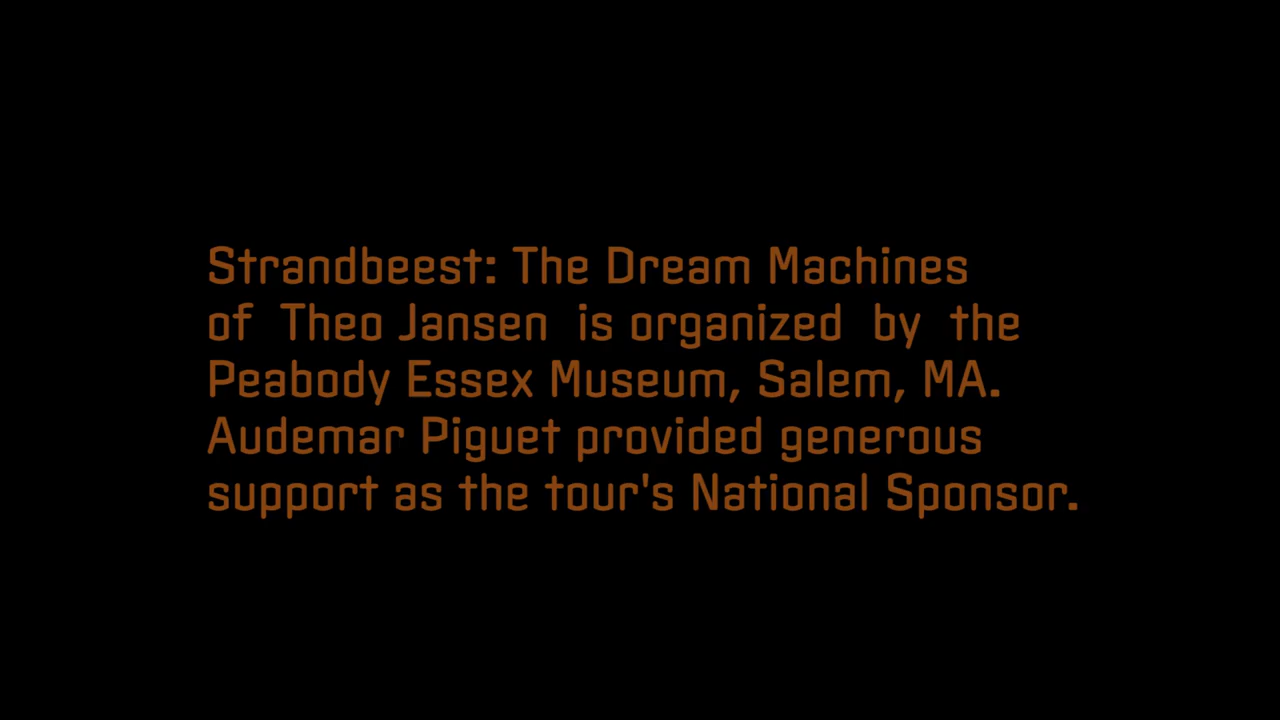 Strandbeest: The Dream Machines
of Theo Jansen is organized by the
Peabody Essex Museum, Salem, MA.
Audemar Piguet provided generous
support as the tour's National Sponsor.